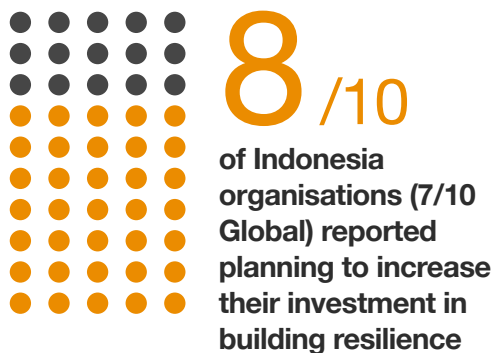 8/10
of Indonesia
organisations (7/10
Global) reported
planning to increase
their investment in
building resilience